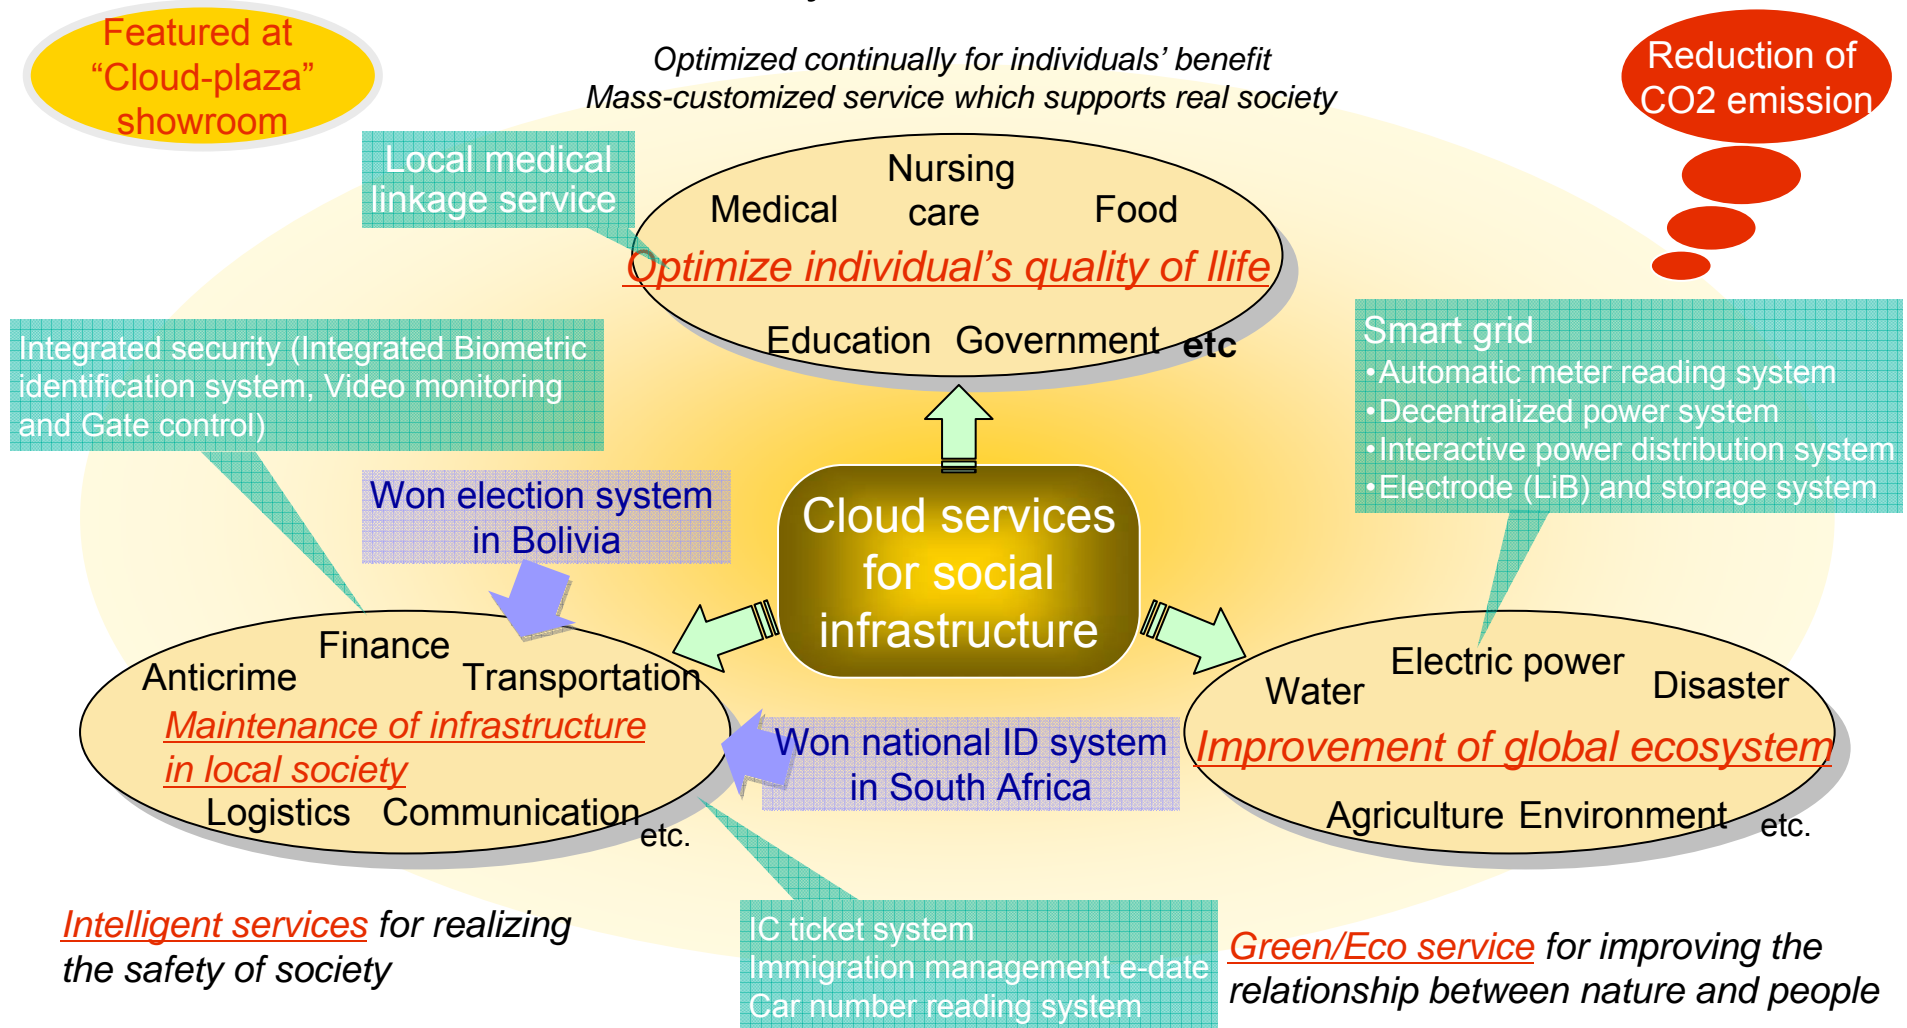 Featured at
“Cloud-plaza”
showroom
Optimized continually for individuals’ benefit
Mass-customized service which supports real society
Reduction of
CO2 emission
Local medical
linkage service
Nursing
care
Medical
Food
Optimize individual’s quality of llife
Education
Government
etc
Integrated security (Integrated Biometric
identification system, Video monitoring
and Gate control)
Smart grid
•Automatic meter reading system
•Decentralized power system
•Interactive power distribution system
•Electrode (LiB) and storage system
Won election system
in Bolivia
Cloud services
for social
infrastructure
Finance
Anticrime
Transportation
Maintenance of infrastructure
in local society
Logistics
Communication
etc.
Won national ID system
in South Africa
Electric power
Water
Disaster
Improvement of global ecosystem
Agriculture
Environment
etc.
Intelligent services for realizing
the safety of society
IC ticket system
Immigration management e-date
Car number reading system
Green/Eco service for improving the
relationship between nature and people